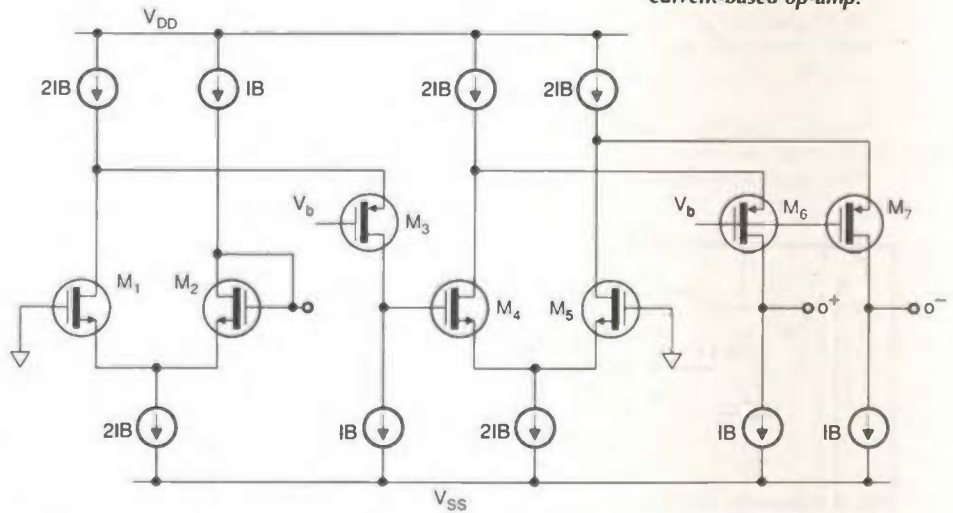 current-based op-amp.
V_DD
2IB
IB
2IB
2IB
V_b
M_3
V_b
M_6
M_7
M_1
M_2
M_4
M_5
o^+
o^-
2IB
IB
2IB
IB
IB
V_SS